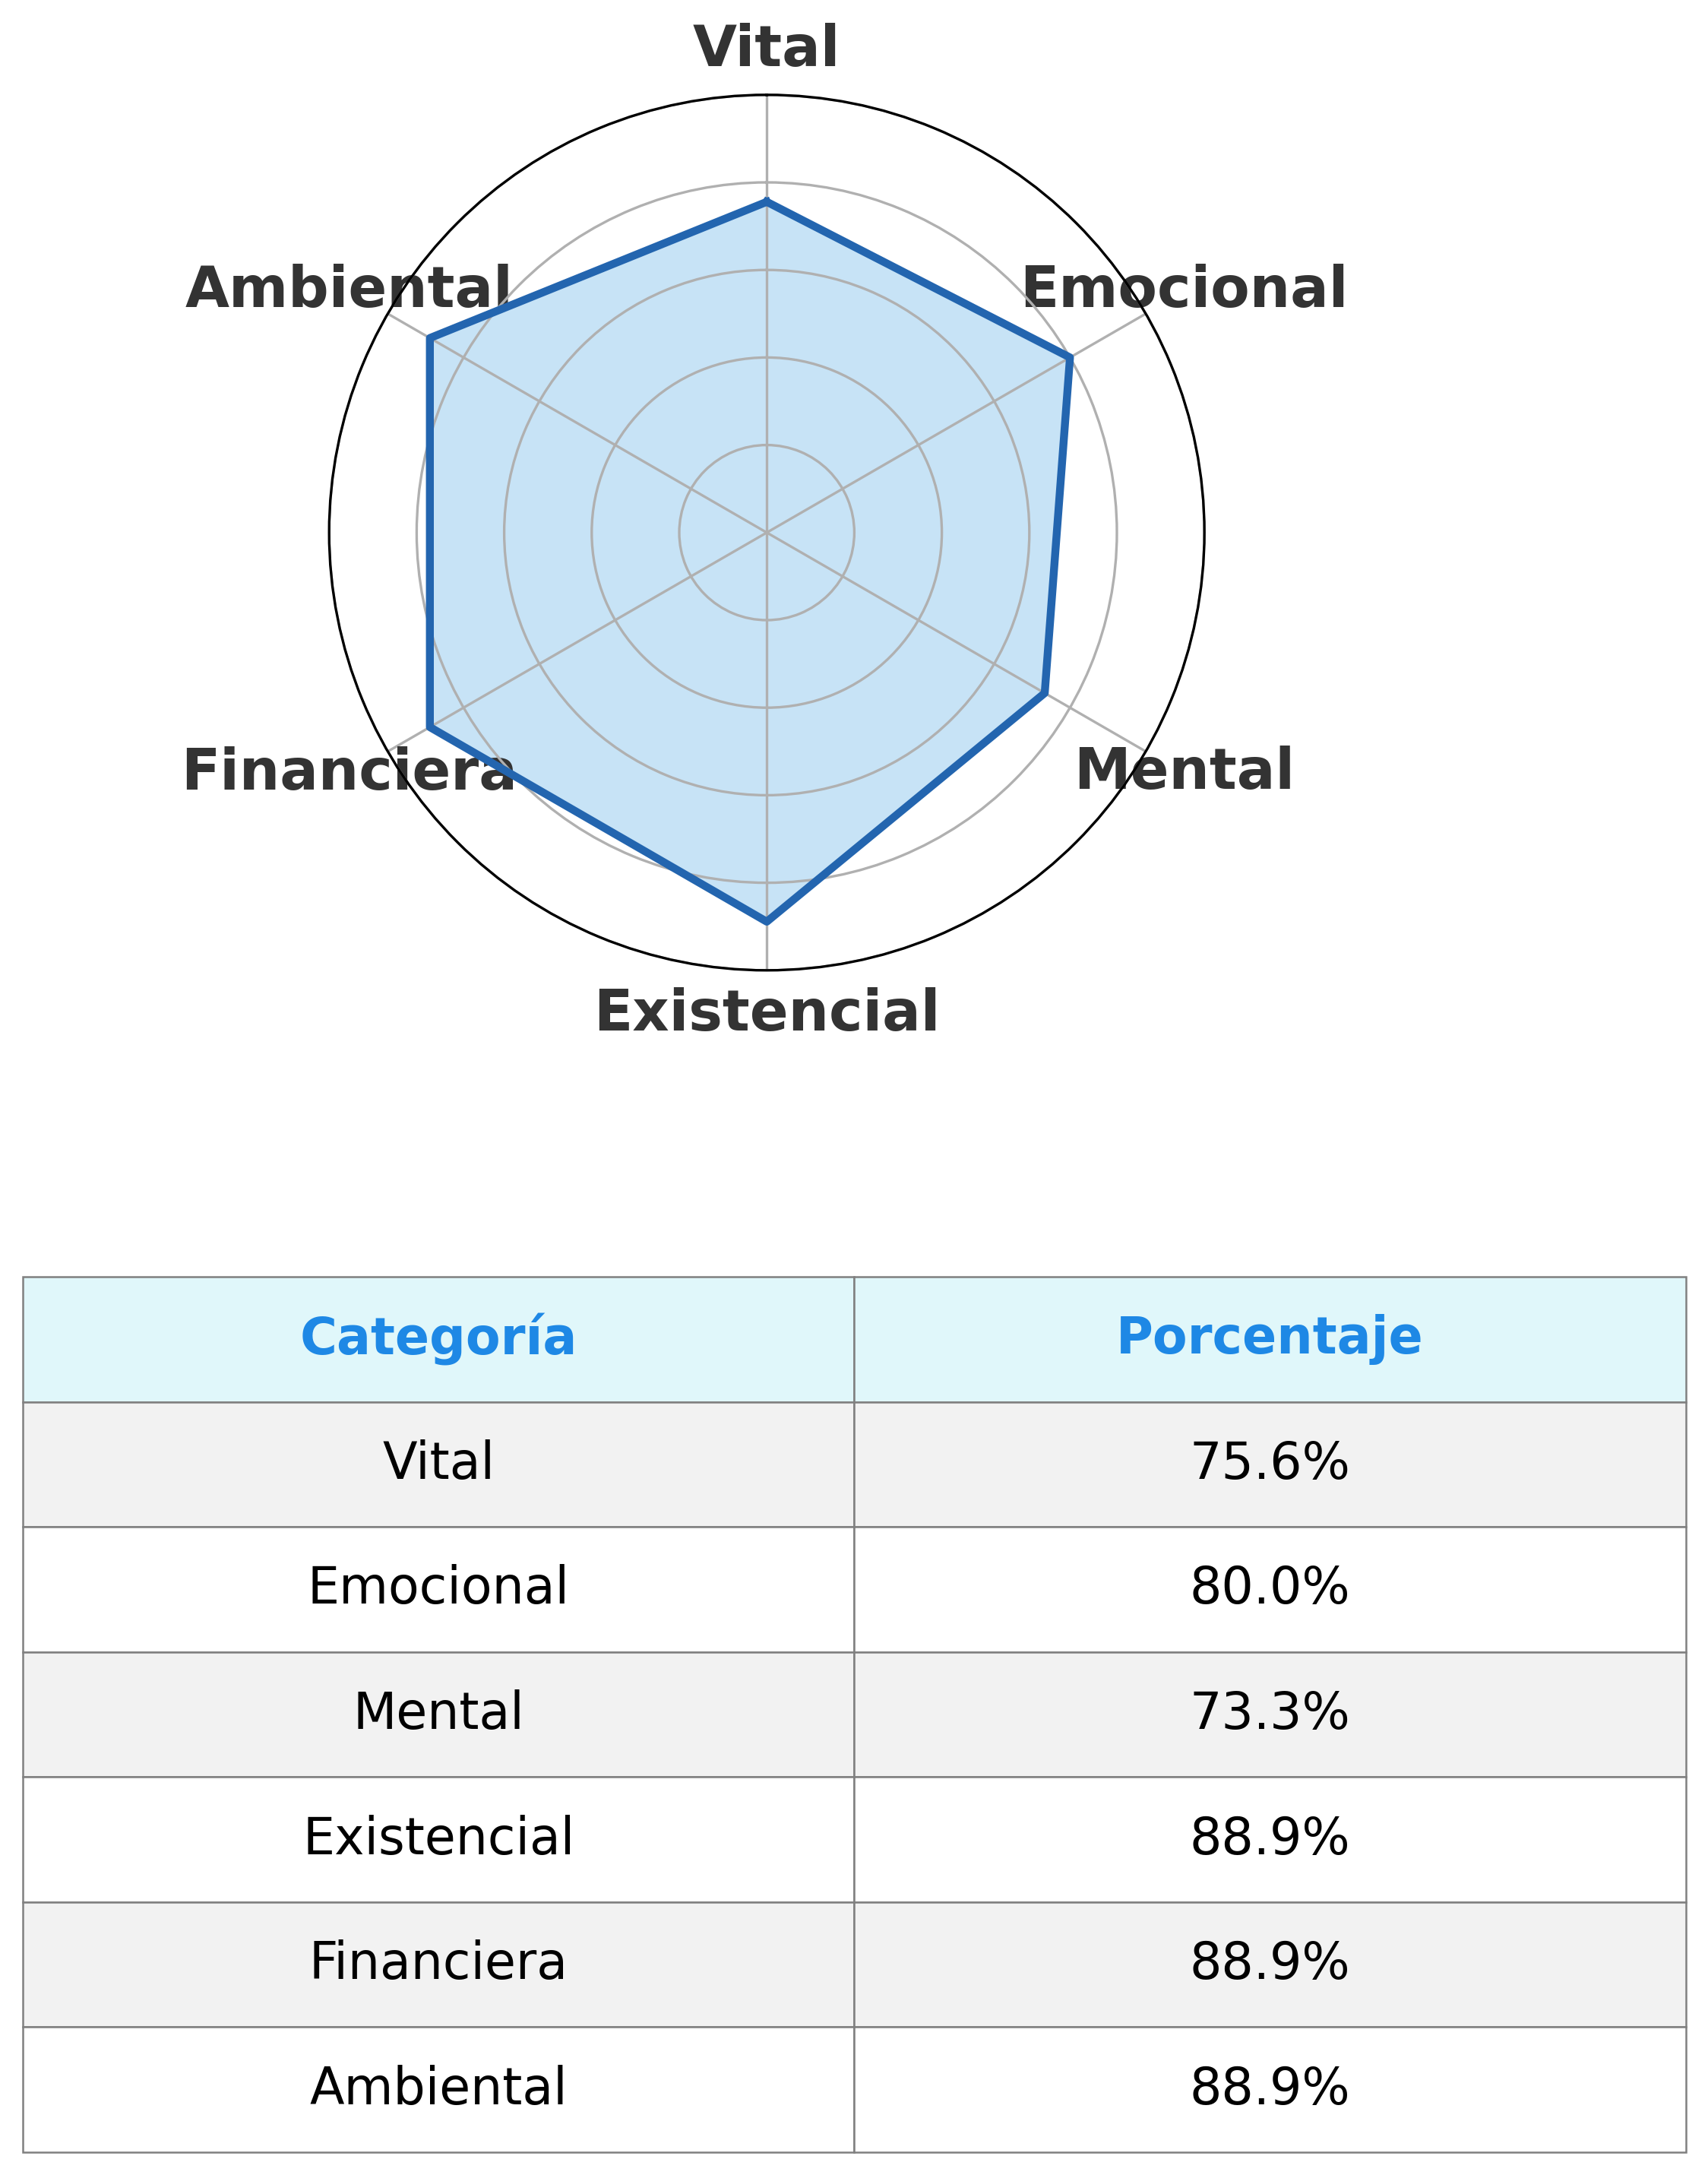 Vital
Ambiental
Emocional
Financiera
Mental
Existencial
Categoría Porcentaje
Vital 75.6%
Emocional 80.0%
Mental 73.3%
Existencial 88.9%
Financiera 88.9%
Ambiental 88.9%